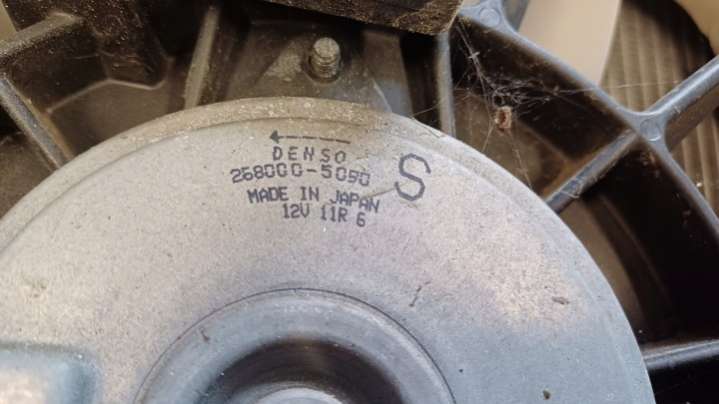 DENSO
268000-5090
S
MADE IN JAPAN
12V 11R 6